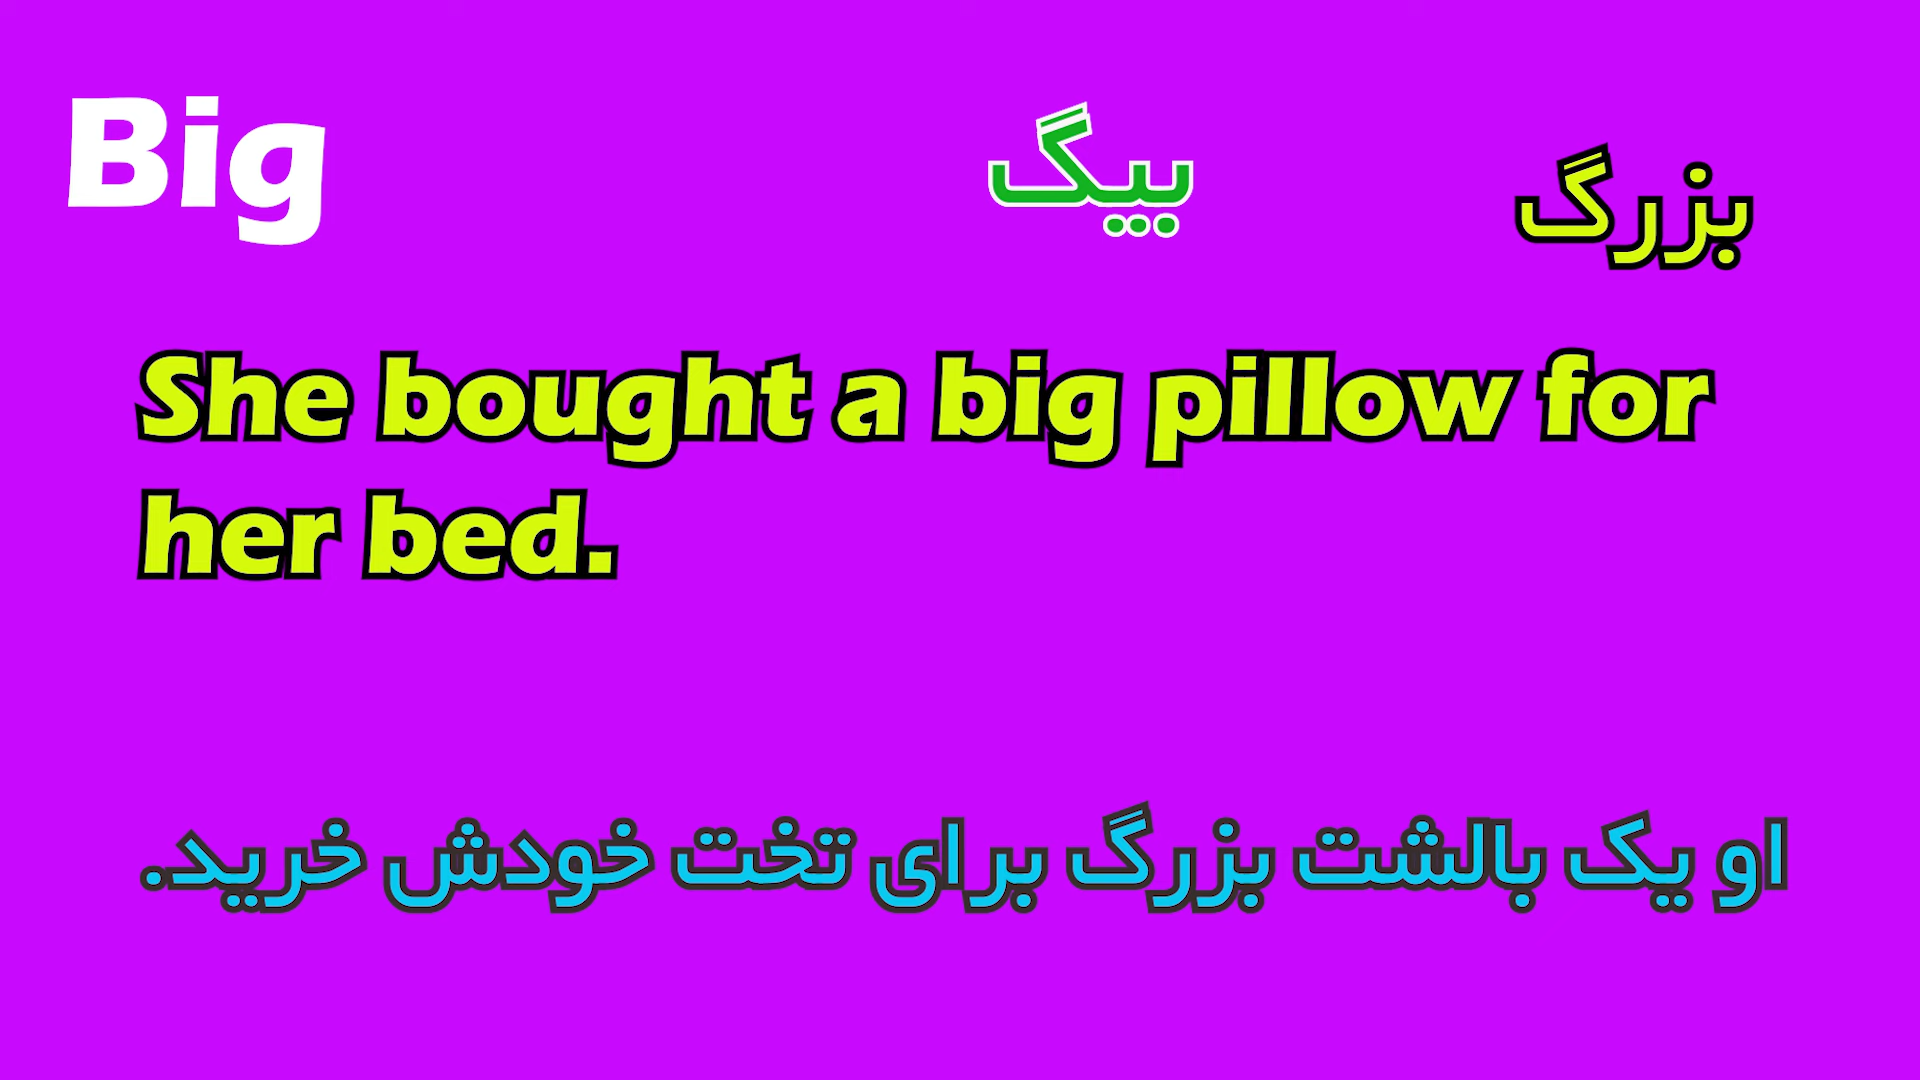 Big
بیگ
بزرگ
She bought a big pillow for
her bed.
او یک بالشت بزرگ برای تخت خودش خرید.